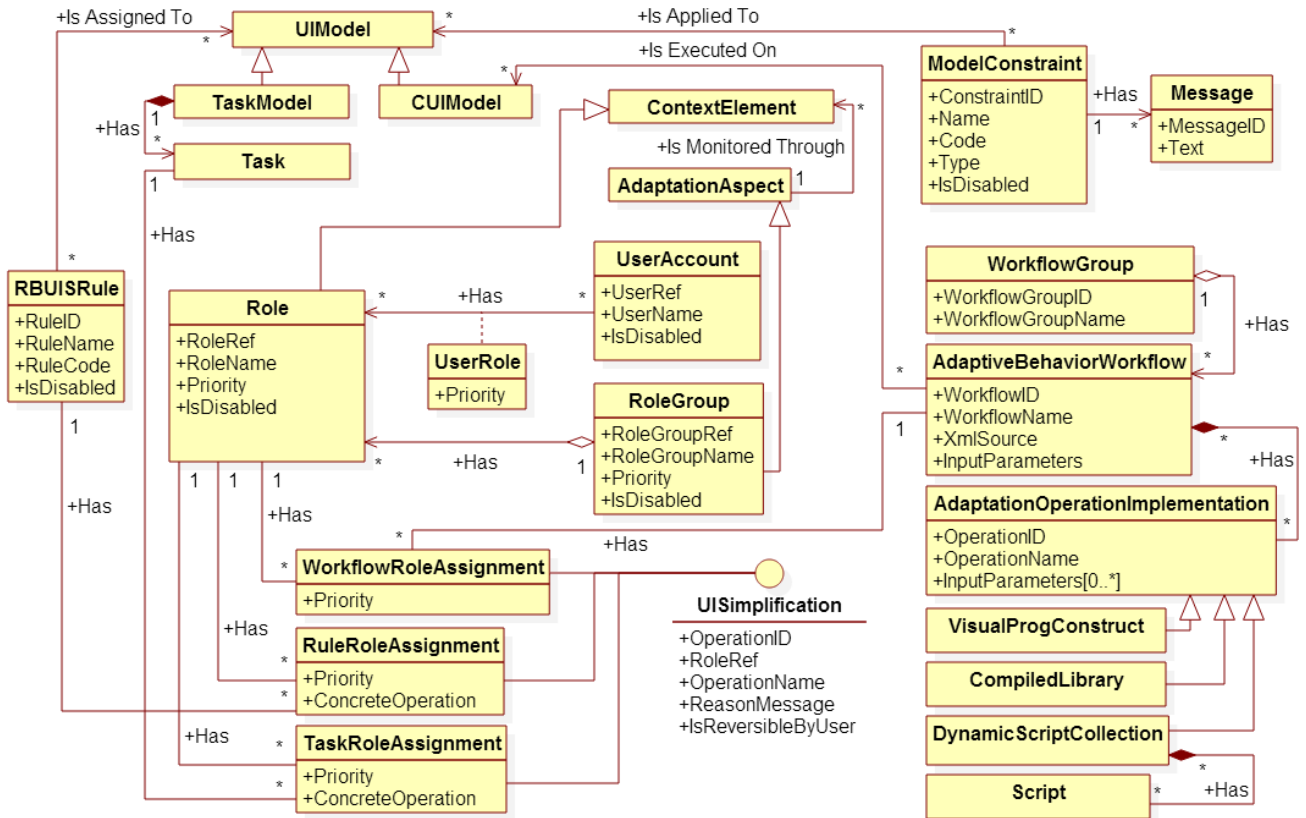 +Is Assigned To
*
UIModel
*
+Is Applied To
*
+Is Executed On
*
TaskModel
CUIModel
1
+Has
*
Task
1
+Has
ContextElement
*
+Is Monitored Through
AdaptationAspect
1
ModelConstraint
+ConstraintID
+Name
+Code
+Type
+IsDisabled
+Has
1
*
Message
+MessageID
+Text
*
RBUISRule
+RuleID
+RuleName
+RuleCode
+IsDisabled
1
+Has
Role
+RoleRef
+RoleName
+Priority
+IsDisabled
*
+Has
*
UserRole
+Priority
UserAccount
+UserRef
+UserName
+IsDisabled
RoleGroup
+RoleGroupRef
+RoleGroupName
+Priority
+IsDisabled
*
+Has
1
WorkflowGroup
+WorkflowGroupID
+WorkflowGroupName
1
+Has
*
*
AdaptiveBehaviorWorkflow
+WorkflowID
+WorkflowName
+XmlSource
+InputParameters
1
*
+Has
*
AdaptationOperationImplementation
+OperationID
+OperationName
+InputParameters[0..*]
VisualProgConstruct
CompiledLibrary
DynamicScriptCollection
*
+Has
*
Script
1
1
1
+Has
*
*
+Has
WorkflowRoleAssignment
+Priority
+Has
*
*
RuleRoleAssignment
+Priority
+ConcreteOperation
+Has
*
*
TaskRoleAssignment
+Priority
+ConcreteOperation
UISimplification
+OperationID
+RoleRef
+OperationName
+ReasonMessage
+IsReversibleByUser